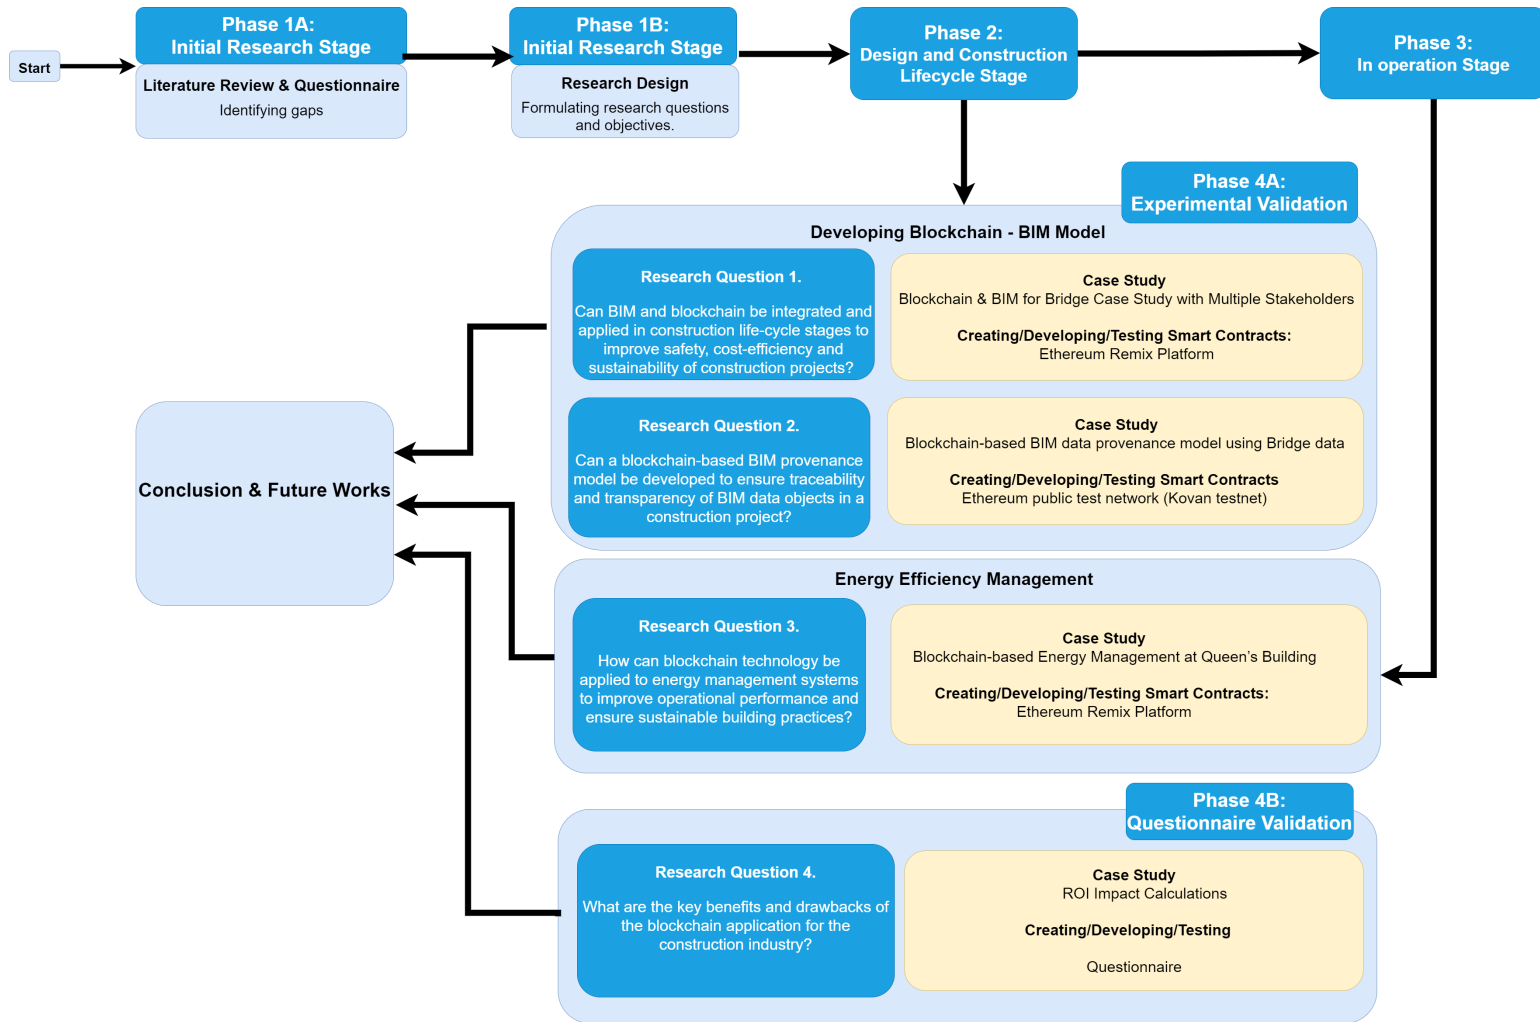 Start
Phase 1A:
Initial Research Stage
Literature Review & Questionnaire
Identifying gaps
Phase 1B:
Initial Research Stage
Research Design
Formulating research questions
and objectives.
Phase 2:
Design and Construction
Lifecycle Stage
Phase 3:
In operation Stage
Phase 4A:
Experimental Validation
Developing Blockchain - BIM Model
Research Question 1.
Can BIM and blockchain be integrated and
applied in construction life-cycle stages to
improve safety, cost-efficiency and
sustainability of construction projects?
Case Study
Blockchain & BIM for Bridge Case Study with Multiple Stakeholders
Creating/Developing/Testing Smart Contracts:
Ethereum Remix Platform
Research Question 2.
Can a blockchain-based BIM provenance
model be developed to ensure traceability
and transparency of BIM data objects in a
construction project?
Case Study
Blockchain-based BIM data provenance model using Bridge data
Creating/Developing/Testing Smart Contracts
Ethereum public test network (Kovan testnet)
Conclusion & Future Works
Energy Efficiency Management
Research Question 3.
How can blockchain technology be
applied to energy management systems
to improve operational performance and
ensure sustainable building practices?
Case Study
Blockchain-based Energy Management at Queen's Building
Creating/Developing/Testing Smart Contracts:
Ethereum Remix Platform
Phase 4B:
Questionnaire Validation
Research Question 4.
What are the key benefits and drawbacks of
the blockchain application for the
construction industry?
Case Study
ROI Impact Calculations
Creating/Developing/Testing
Questionnaire